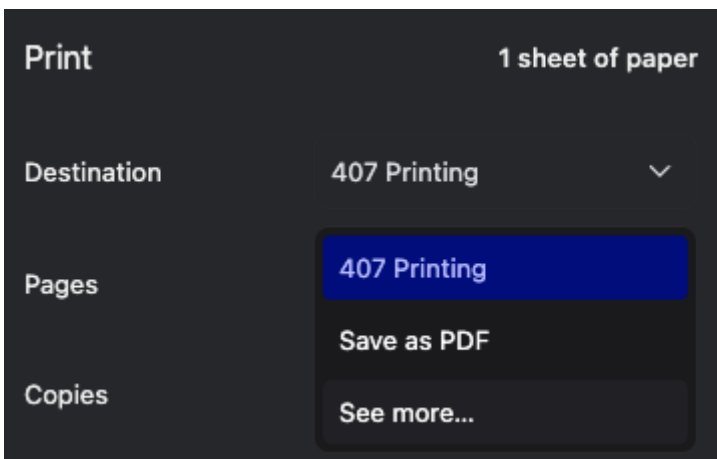 Print
1 sheet of paper
Destination
407 Printing
407 Printing
Pages
Save as PDF
Copies
See more...